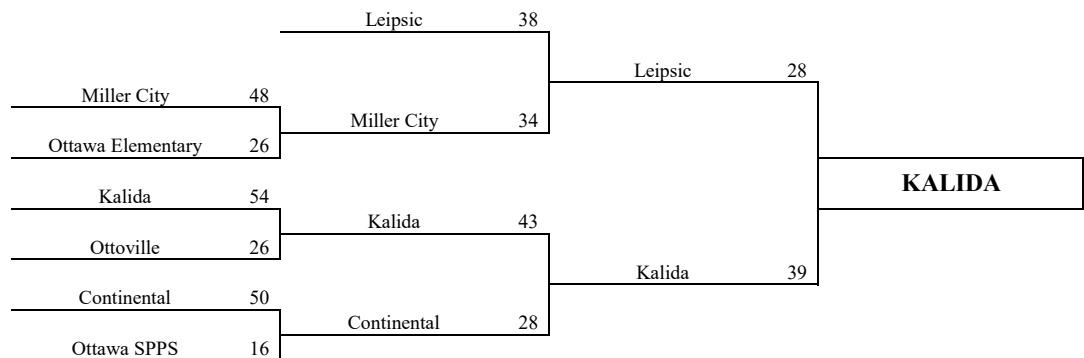 Leipsic 38
Leipsic 28
Miller City 48
Miller City 34
Ottawa Elementary 26
KALIDA
Kalida 54
Kalida 43
Ottoville 26
Kalida 39
Continental 50
Continental 28
Ottawa SPPS 16